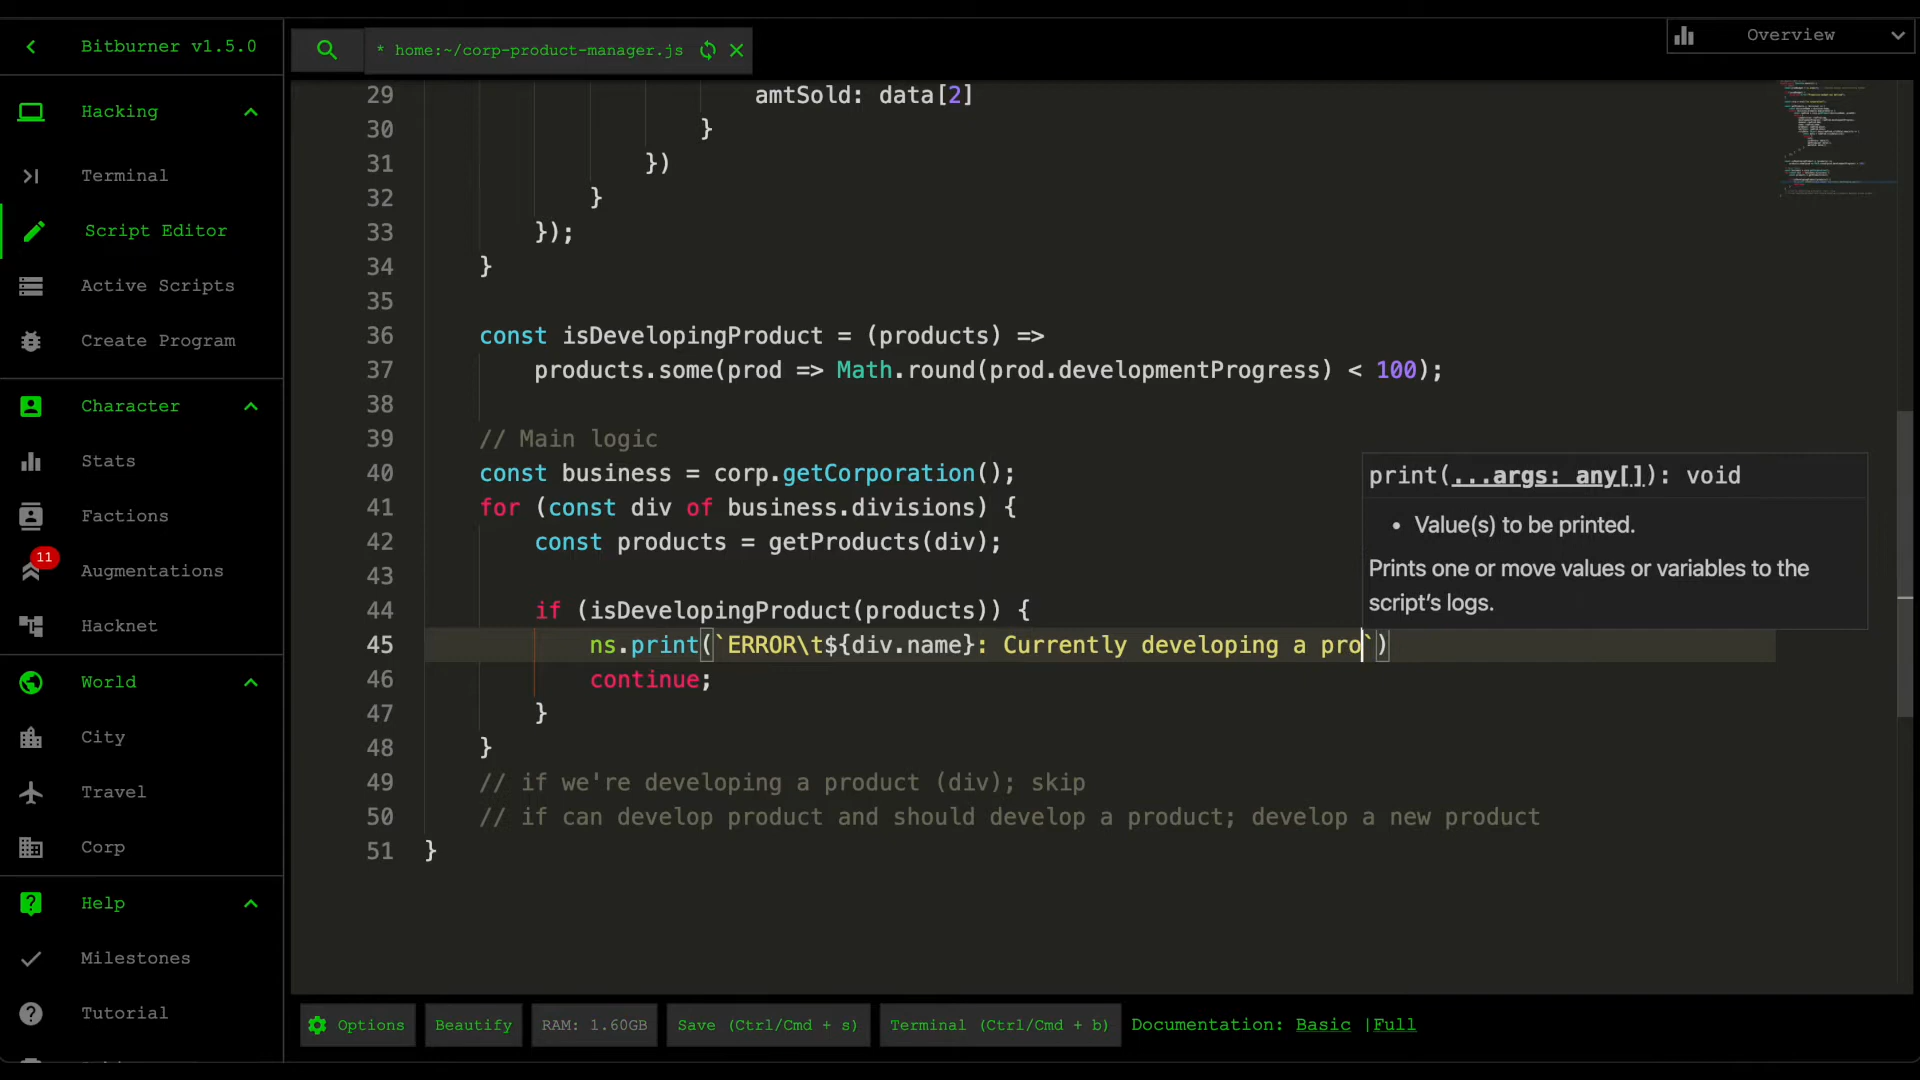 Bitburner v1.5.0
Hacking
Terminal
Script Editor
Active Scripts
Create Program
Character
Stats
Factions
11
Augmentations
Hacknet
World
City
Travel
Corp
Help
Milestones
Tutorial
* home:~/corp-product-manager.js
Overview
29 amtSold: data[2]
30 }
31 })
32 }
33 });
34 }
35
36 const isDevelopingProduct = (products) =>
37 products.some(prod => Math.round(prod.developmentProgress) < 100);
38
39 // Main logic
40 const business = corp.getCorporation();
41 for (const div of business.divisions) {
42 const products = getProducts(div);
43
44 if (isDevelopingProduct(products)) {
45 ns.print(`ERROR\t${div.name}: Currently developing a pro`)
46 continue;
47 }
48 }
49 // if we're developing a product (div); skip
50 // if can develop product and should develop a product; develop a new product
51 }
print(...args: any[]): void
• Value(s) to be printed.
Prints one or move values or variables to the
script's logs.
Options
Beautify
RAM: 1.60GB
Save (Ctrl/Cmd + s)
Terminal (Ctrl/Cmd + b)
Documentation: Basic |Full